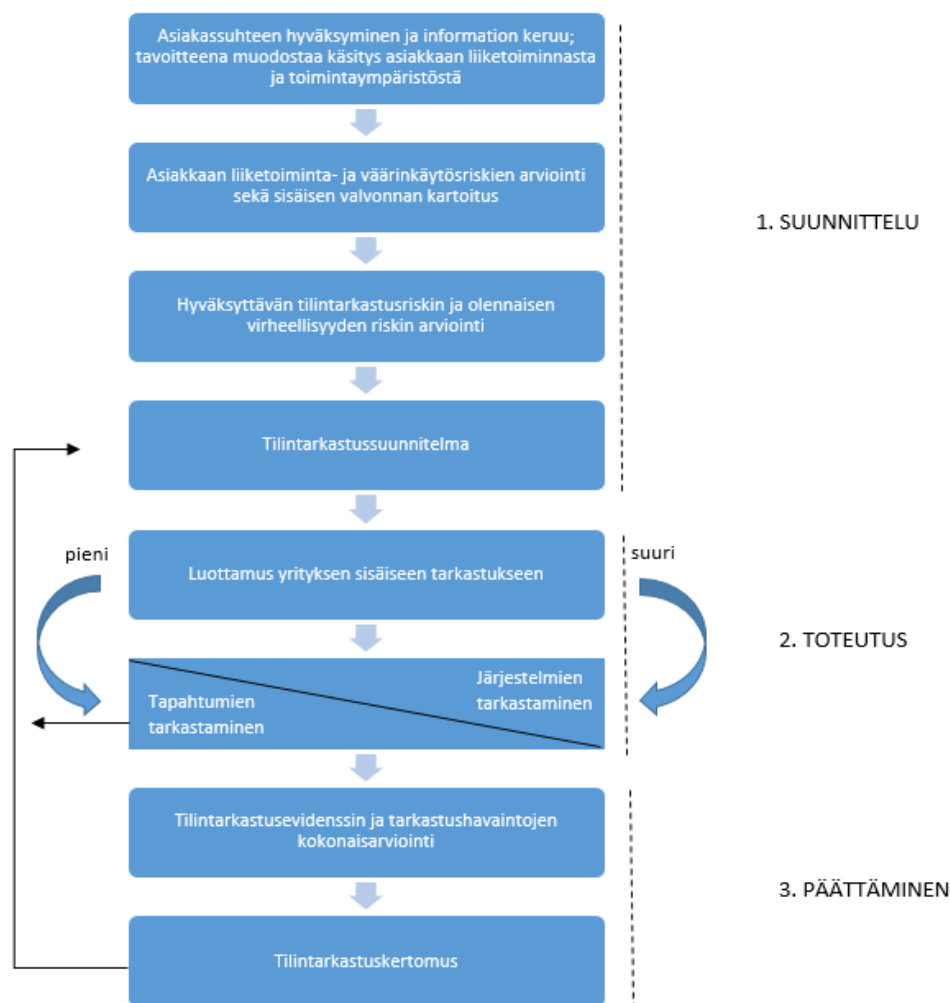 Asiakassuhteen hyväksyminen ja information keruu;
tavoitteena muodostaa käsitys asiakkaan liiketoiminnasta
ja toimintaympäristöstä
Asiakkaan liiketoiminta- ja väärinkäytösriskien arviointi
sekä sisäisen valvonnan kartoitus
1. SUUNNITTELU
Hyväksyttävän tilintarkastusriskin ja olennaisen
virheellisyyden riskin arviointi
Tilintarkastussuunnitelma
pieni
suuri
Luottamus yrityksen sisäiseen tarkastukseen
2. TOTEUTUS
Järjestelmien
tarkastaminen
Tapahtumien
tarkastaminen
Tilintarkastusevidenssin ja tarkastushavaintojen
kokonaisarviointi
3. PÄÄTTÄMINEN
Tilintarkastuskertomus